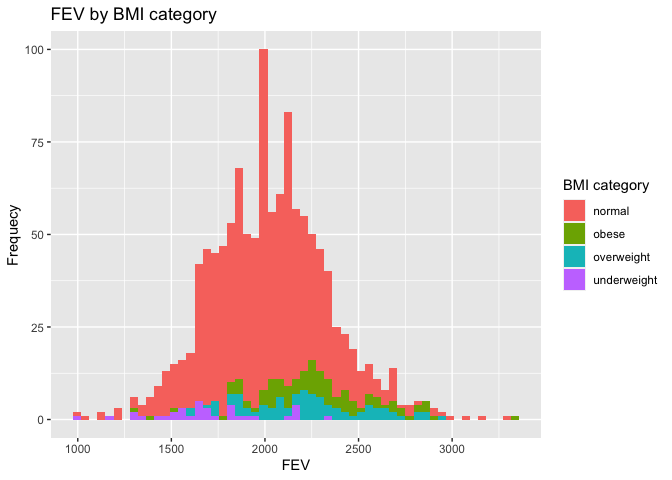 FEV by BMI category
100
75
50
25
0
Frequecy
1000 1500 2000 2500 3000
FEV
BMI category
normal
obese
overweight
underweight